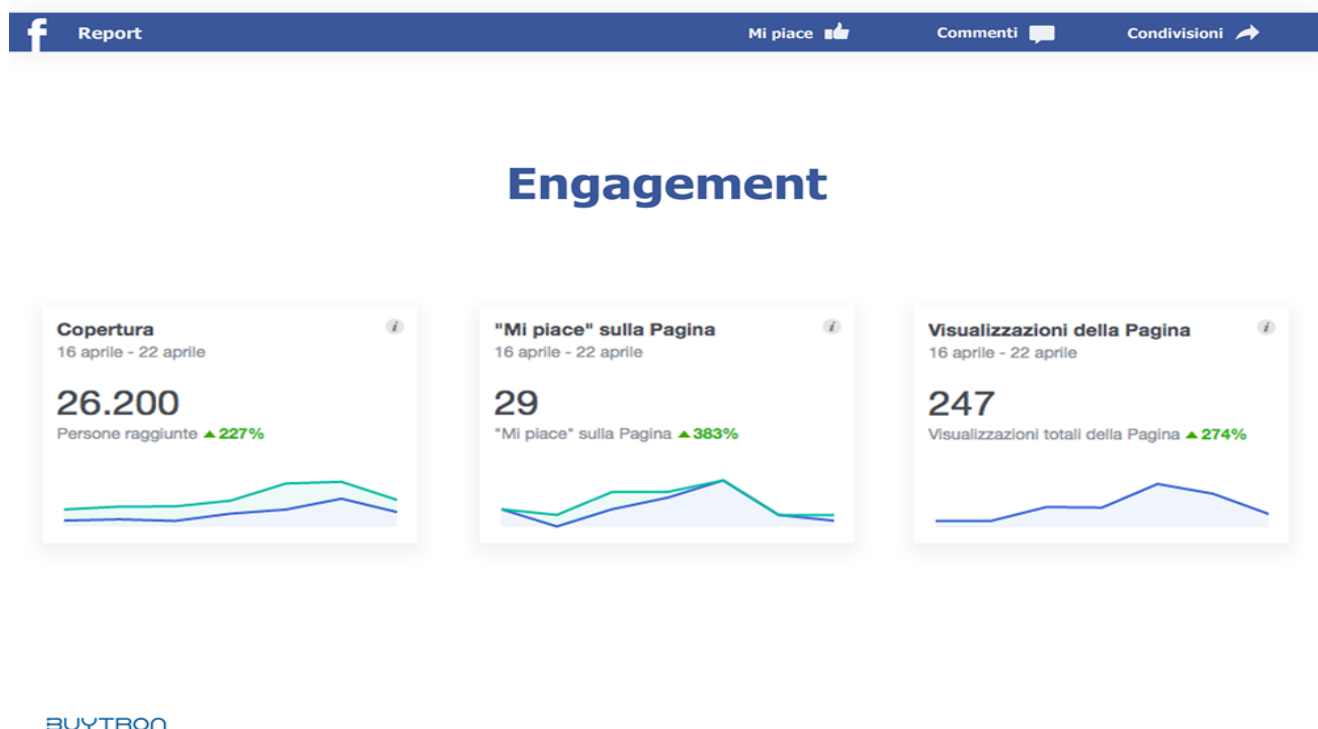 f Report Mi piace Commenti Condivisioni
Engagement
Copertura
16 aprile - 22 aprile
26.200
Persone raggiunte ▲ 227%
"Mi piace" sulla Pagina
16 aprile - 22 aprile
29
"Mi piace" sulla Pagina ▲ 383%
Visualizzazioni della Pagina
16 aprile - 22 aprile
247
Visualizzazioni totali della Pagina ▲ 274%
BUYTRON